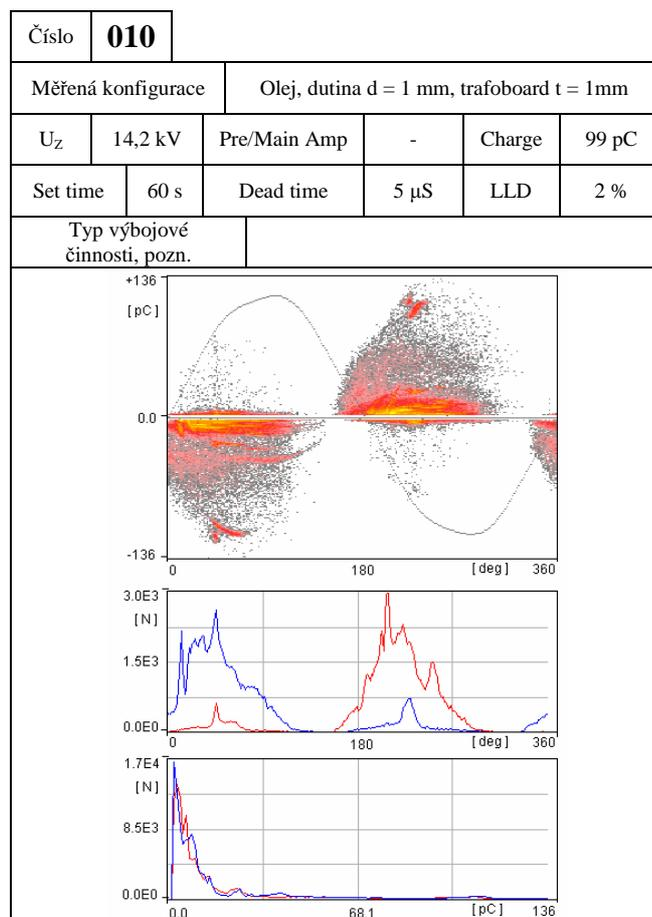 Číslo 010
Měřená konfigurace Olej, dutina d = 1 mm, trafoboard t = 1mm
UZ 14,2 kV Pre/Main Amp - Charge 99 pC
Set time 60 s Dead time 5 µS LLD 2 %
Typ výbojové
činnosti, pozn.
+136
[pC]
0.0
-136
0 180 [deg] 360
3.0E3
[N]
1.5E3
0.0E0
0 180 [deg] 360
1.7E4
[N]
8.5E3
0.0E0
0.0 68.1 [pC] 136